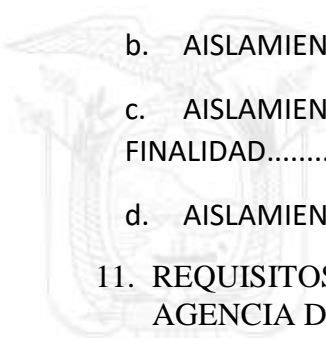 b. AISLAMIEN
c. AISLAMIEN
FINALIDAD........
d. AISLAMIEN
11. REQUISITOS
AGENCIA D